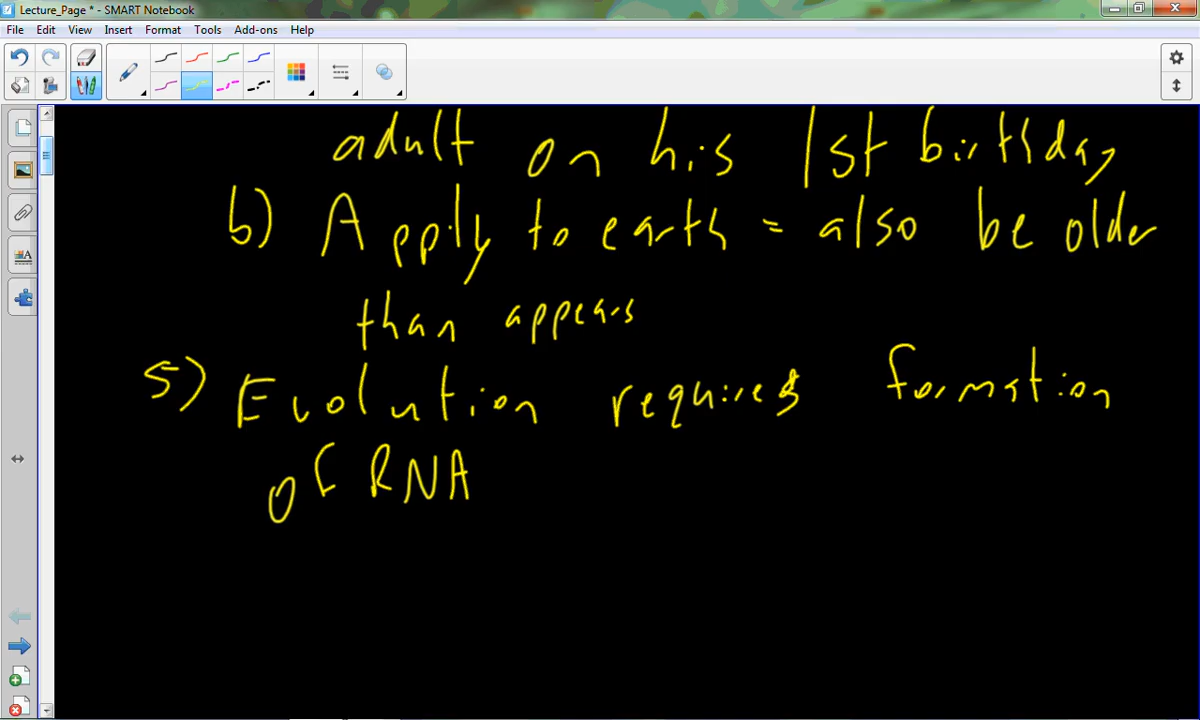 Lecture_Page * - SMART Notebook
File Edit View Insert Format Tools Add-ons Help
adult on his 1st birthday
b) Apply to earth = also be older
than appears
5) Evolution requires formation
of RNA